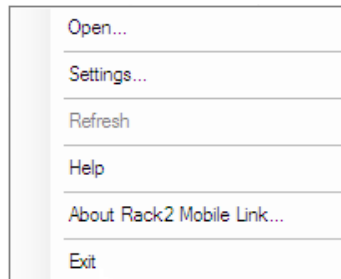 Open...
Settings...
Refresh
Help
About Rack2 Mobile Link...
Exit